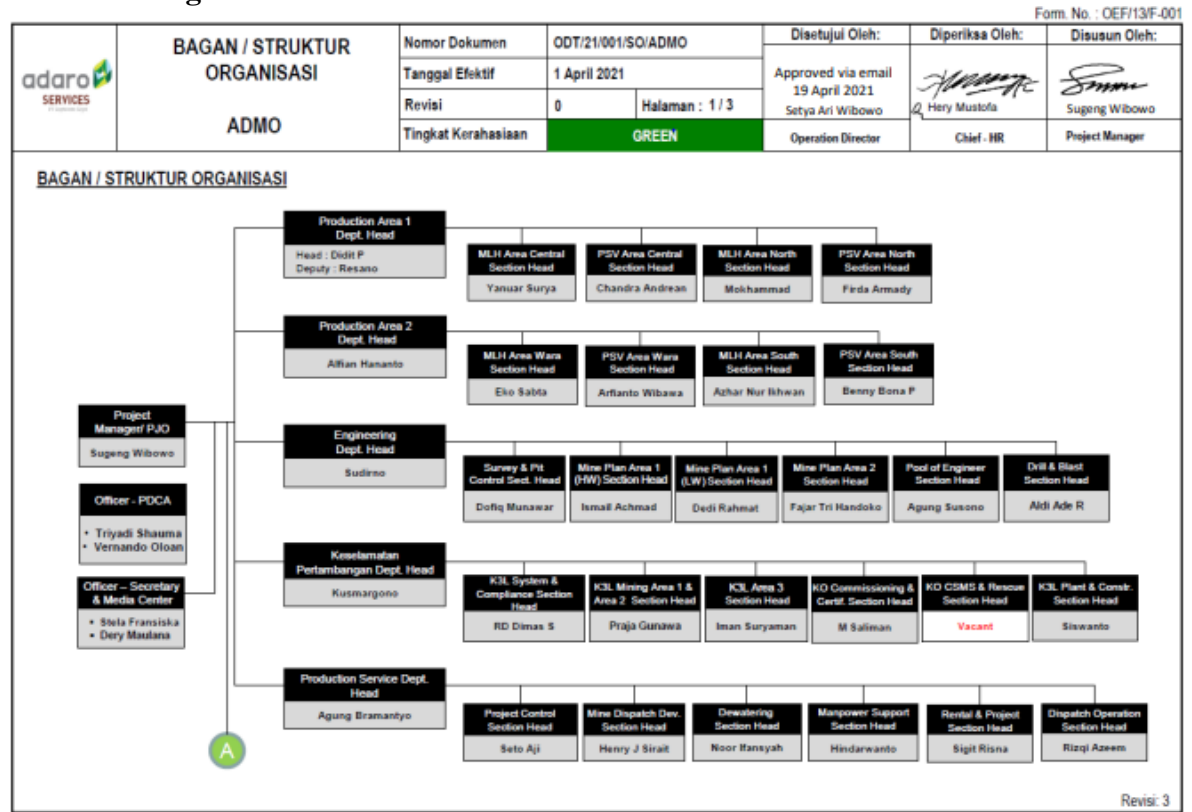 Form. No. : OEF/13/F-001
adaro
SERVICES
BAGAN / STRUKTUR
ORGANISASI
ADMO
Nomor Dokumen
ODT/21/001/SO/ADMO
Tanggal Efektif
1 April 2021
Revisi
0
Halaman : 1 / 3
Tingkat Kerahasiaan
GREEN
Disetujui Oleh:
Approved via email
19 April 2021
Setya Ari Wibowo
Operation Director
Diperiksa Oleh:
Hery Mustofa
Chief - HR
Disusun Oleh:
Sugeng Wibowo
Project Manager
BAGAN / STRUKTUR ORGANISASI
Project
Manager/ PJO
Sugeng Wibowo
Officer - PDCA
• Triyadi Shauma
• Vernando Oloan
Officer – Secretary
& Media Center
• Stela Fransiska
• Dery Maulana
Production Area 1
Dept. Head
Head : Didit P
Deputy : Resano
MLH Area Central
Section Head
Yanuar Surya
PSV Area Central
Section Head
Chandra Andrean
MLH Area North
Section Head
Mokhammad
PSV Area North
Section Head
Firda Armady
Production Area 2
Dept. Head
Alfian Hananto
MLH Area Wara
Section Head
Eko Sabta
PSV Area Wara
Section Head
Arfianto Wibawa
MLH Area South
Section Head
Azhar Nur Ikhwan
PSV Area South
Section Head
Benny Bona P
Engineering
Dept. Head
Sudirno
Survey & Pit
Control Sect. Head
Dofiq Munawar
Mine Plan Area 1
(HW) Section Head
Ismail Achmad
Mine Plan Area 1
(LW) Section Head
Dedi Rahmat
Mine Plan Area 2
Section Head
Fajar Tri Handoko
Pool of Engineer
Section Head
Agung Susono
Drill & Blast
Section Head
Aldi Ade R
Keselamatan
Pertambangan Dept. Head
Kusmargono
K3L System &
Compliance Section
Head
RD Dimas S
K3L Mining Area 1 &
Area 2 Section Head
Praja Gunawa
K3L Area 3
Section Head
Iman Suryaman
KO Commissioning &
Certif. Section Head
M Saliman
KO CSMS & Rescue
Section Head
Vacant
K3L Plant & Constr.
Section Head
Siswanto
Production Service Dept.
Head
Agung Bramantyo
Project Control
Section Head
Seto Aji
Mine Dispatch Dev.
Section Head
Henry J Sirait
Dewatering
Section Head
Noor Ifansyah
Manpower Support
Section Head
Hindarwanto
Rental & Project
Section Head
Sigit Risna
Dispatch Operation
Section Head
Rizqi Azeem
A
Revisi: 3